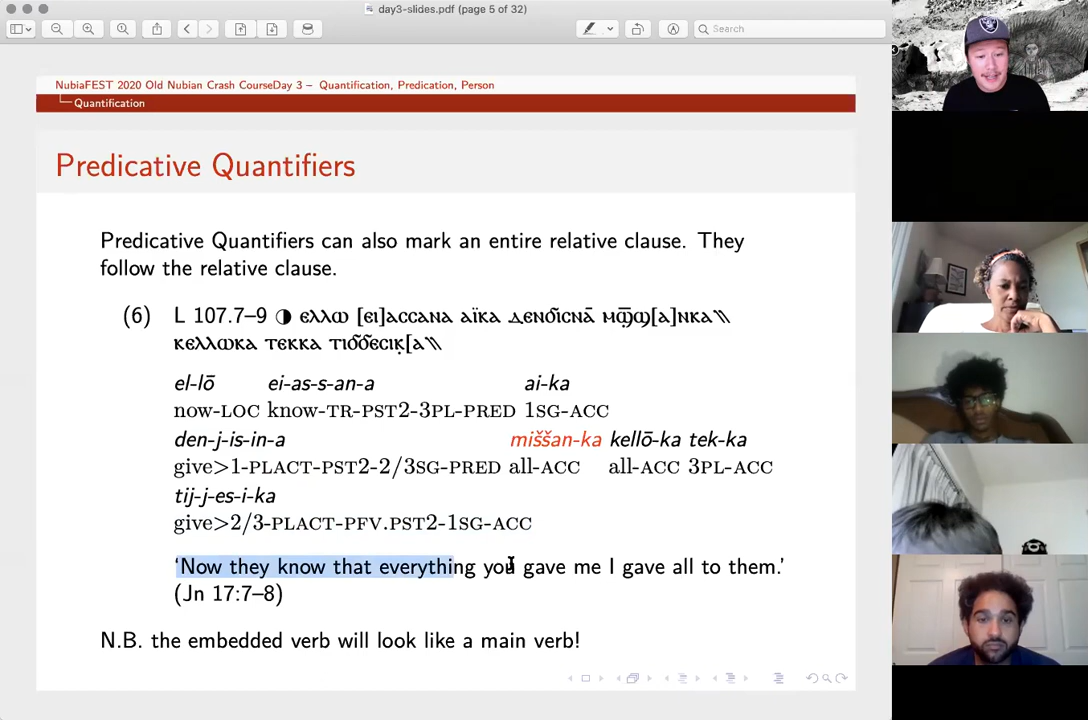 day3-slides.pdf (page 5 of 32)
Search
NubiaFEST 2020 Old Nubian Crash CourseDay 3 – Quantification, Predication, Person
Quantification
Predicative Quantifiers
Predicative Quantifiers can also mark an entire relative clause. They
follow the relative clause.
(6) L 107.7–9 ◑ ⲉⲗⲗⲱ [ⲉⲓ]ⲁⲥⲥⲁⲛⲁ ⲁⲓ̈ⲕⲁ
ⲕⲉⲗⲗⲱⲕⲁ ⲧⲉⲕⲕⲁ
el-lō ei-as-s-an-a ai-ka
now-LOC know-TR-PST2-3PL-PRED 1SG-ACC
den-j-is-in-a miššan-ka kellō-ka tek-ka
give>1-PLACT-PST2-2/3SG-PRED all-ACC all-ACC 3PL-ACC
tij-j-es-i-ka
give>2/3-PLACT-PFV.PST2-1SG-ACC
‘Now they know that everything you gave me I gave all to them.’
(Jn 17:7–8)
N.B. the embedded verb will look like a main verb!